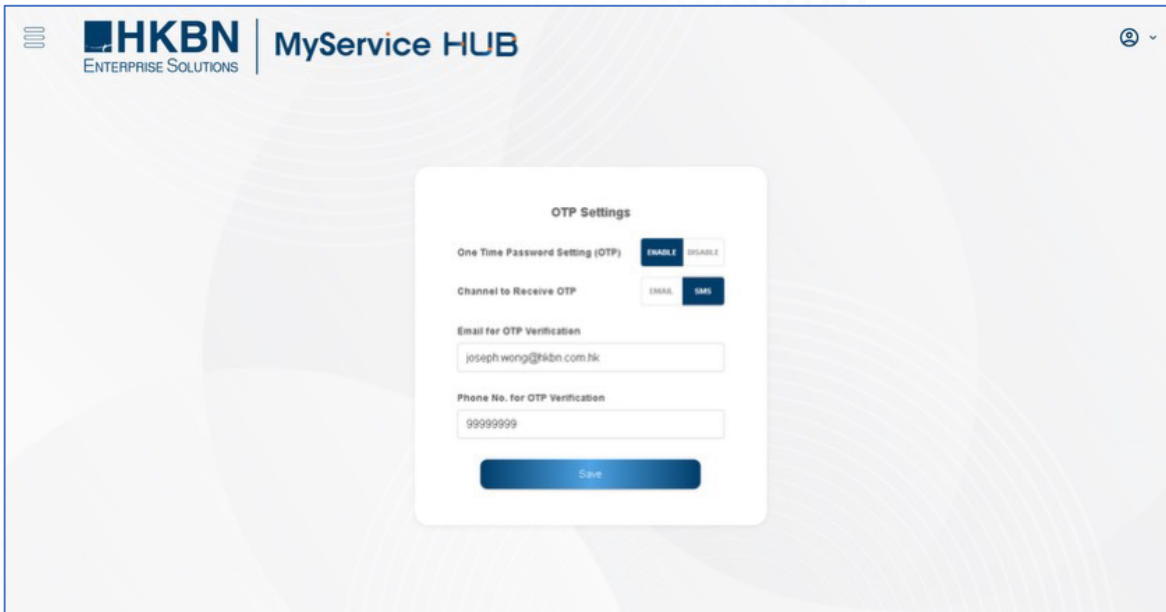 HKBN
ENTERPRISE SOLUTIONS
MyService HUB
OTP Settings
One Time Password Setting (OTP)
ENABLE DISABLE
Channel to Receive OTP
EMAIL SMS
Email for OTP Verification
joseph.wong@hkbn.com.hk
Phone No. for OTP Verification
99999999
Save